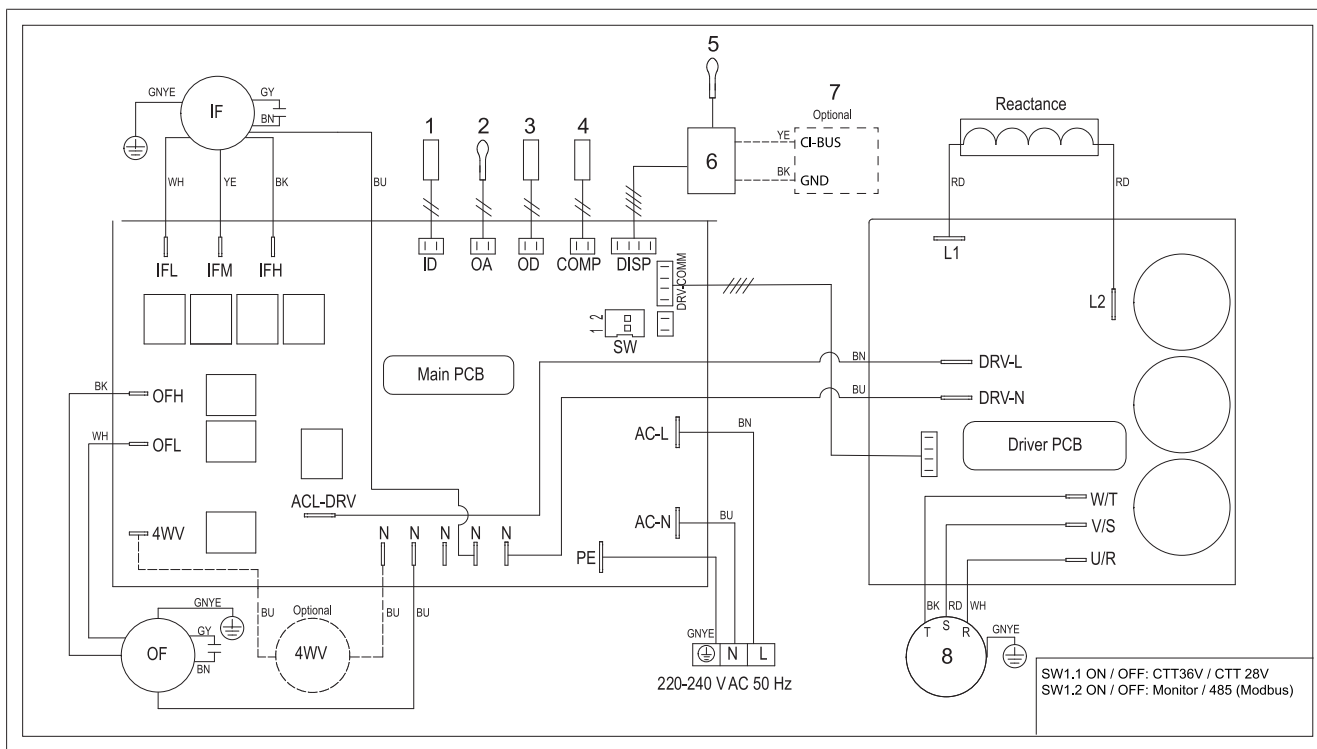 5
7
Optional
GNYE
IF
GY
BN
1
2
3
4
6
YE
CI-BUS
BK
GND
Reactance
WH
YE
BK
BU
RD
RD
IFL
IFM
IFH
ID
OA
OD
COMP
DISP
DRV-COMM
L1
L2
1 2
SW
Main PCB
BN
DRV-L
BU
DRV-N
BK
OFH
WH
OFL
AC-L
BN
Driver PCB
ACL-DRV
4WV
N N N N N
AC-N
BU
PE
W/T
V/S
U/R
GNYE
GY
BN
OF
BU
Optional
4WV
BU
BU
GNYE
N
L
220-240 V AC 50 Hz
BK
RD
WH
T
S
R
GNYE
8
SW1.1 ON / OFF: CTT36V / CTT 28V
SW1.2 ON / OFF: Monitor / 485 (Modbus)